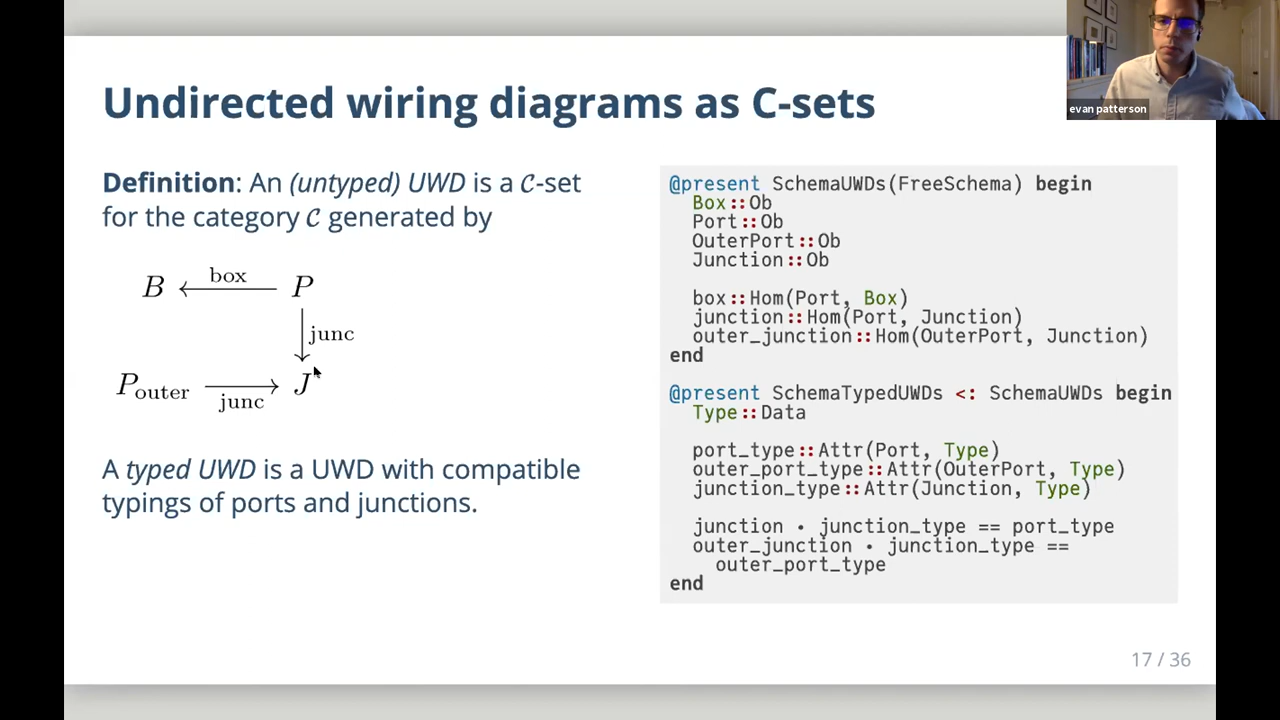 Undirected wiring diagrams as C-sets
evan patterson
Definition: An (untyped) UWD is a 𝒞-set
for the category 𝒞 generated by
B ← box P
junc
P_outer → junc J
A typed UWD is a UWD with compatible
typings of ports and junctions.
@present SchemaUWDs(FreeSchema) begin
Box::Ob
Port::Ob
OuterPort::Ob
Junction::Ob
box::Hom(Port, Box)
junction::Hom(Port, Junction)
outer_junction::Hom(OuterPort, Junction)
end
@present SchemaTypedUWDs <: SchemaUWDs begin
Type::Data
port_type::Attr(Port, Type)
outer_port_type::Attr(OuterPort, Type)
junction_type::Attr(Junction, Type)
junction · junction_type == port_type
outer_junction · junction_type ==
outer_port_type
end
17 / 36